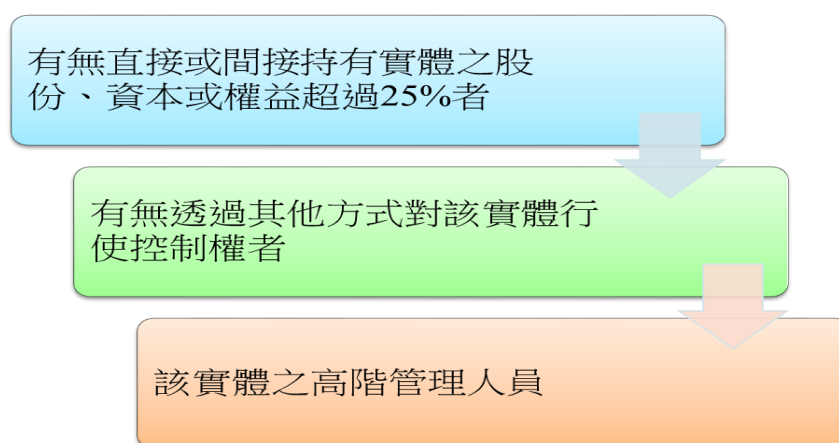 有無直接或間接持有實體之股
份、資本或權益超過25%者
有無透過其他方式對該實體行
使控制權者
該實體之高階管理人員